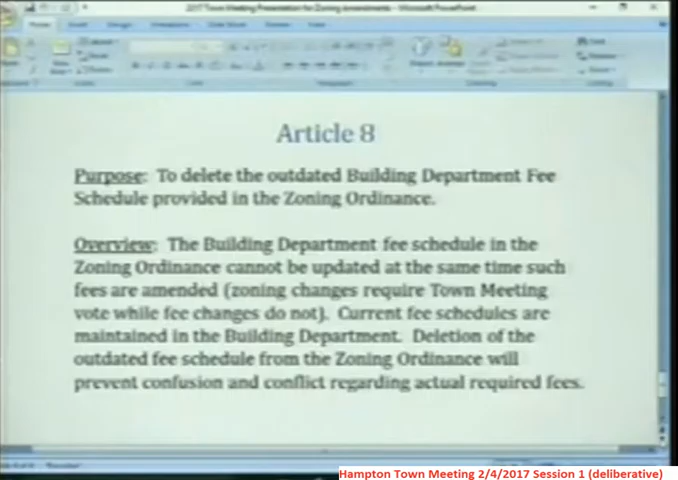 2017 Town Meeting Presentation for Zoning Amendments - Microsoft PowerPoint
Article 8
Purpose: To delete the outdated Building Department Fee
Schedule provided in the Zoning Ordinance.
Overview: The Building Department fee schedule in the
Zoning Ordinance cannot be updated at the same time such
fees are amended (zoning changes require Town Meeting
vote while fee changes do not). Current fee schedules are
maintained in the Building Department. Deletion of the
outdated fee schedule from the Zoning Ordinance will
prevent confusion and conflict regarding actual required fees.
Hampton Town Meeting 2/4/2017 Session 1 (deliberative)